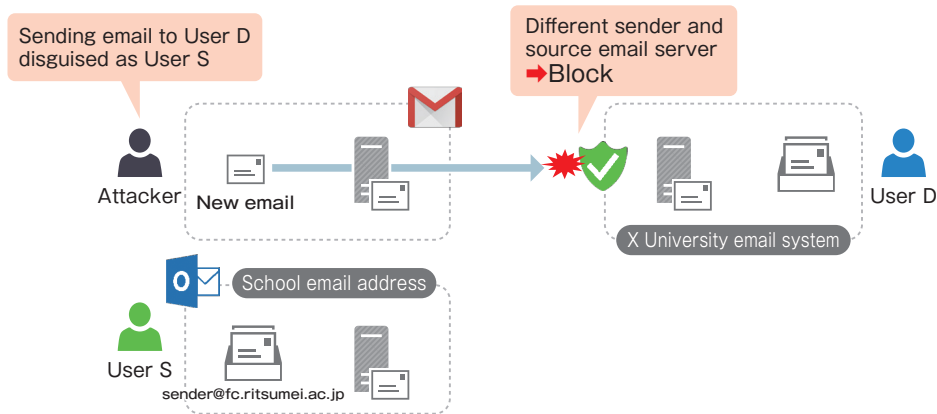 Sending email to User D
disguised as User S
Different sender and
source email server
➡Block
Attacker
New email
User D
X University email system
School email address
User S
sender@fc.ritsumei.ac.jp